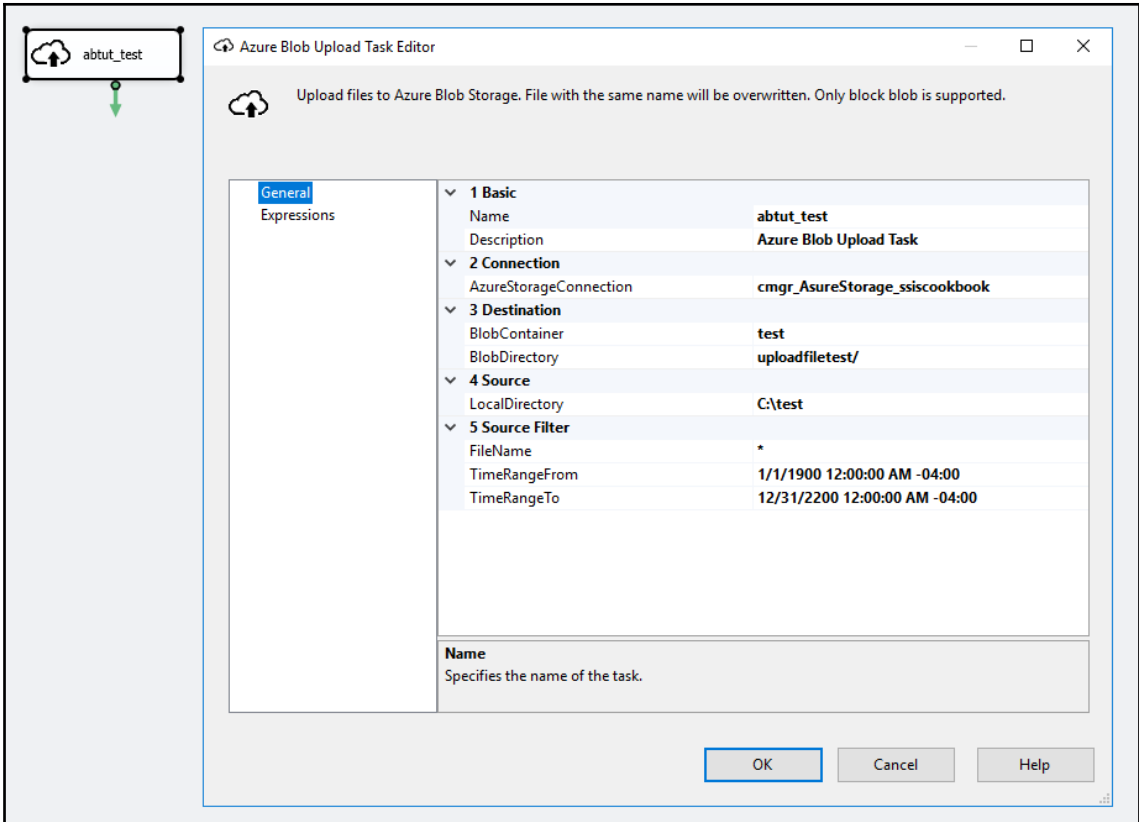 abtut_test
Azure Blob Upload Task Editor
Upload files to Azure Blob Storage. File with the same name will be overwritten. Only block blob is supported.
General
Expressions
1 Basic
Name abtut_test
Description Azure Blob Upload Task
2 Connection
AzureStorageConnection cmgr_AsureStorage_ssiscookbook
3 Destination
BlobContainer test
BlobDirectory uploadfiletest/
4 Source
LocalDirectory C:\test
5 Source Filter
FileName *
TimeRangeFrom 1/1/1900 12:00:00 AM -04:00
TimeRangeTo 12/31/2200 12:00:00 AM -04:00
Name
Specifies the name of the task.
OK Cancel Help